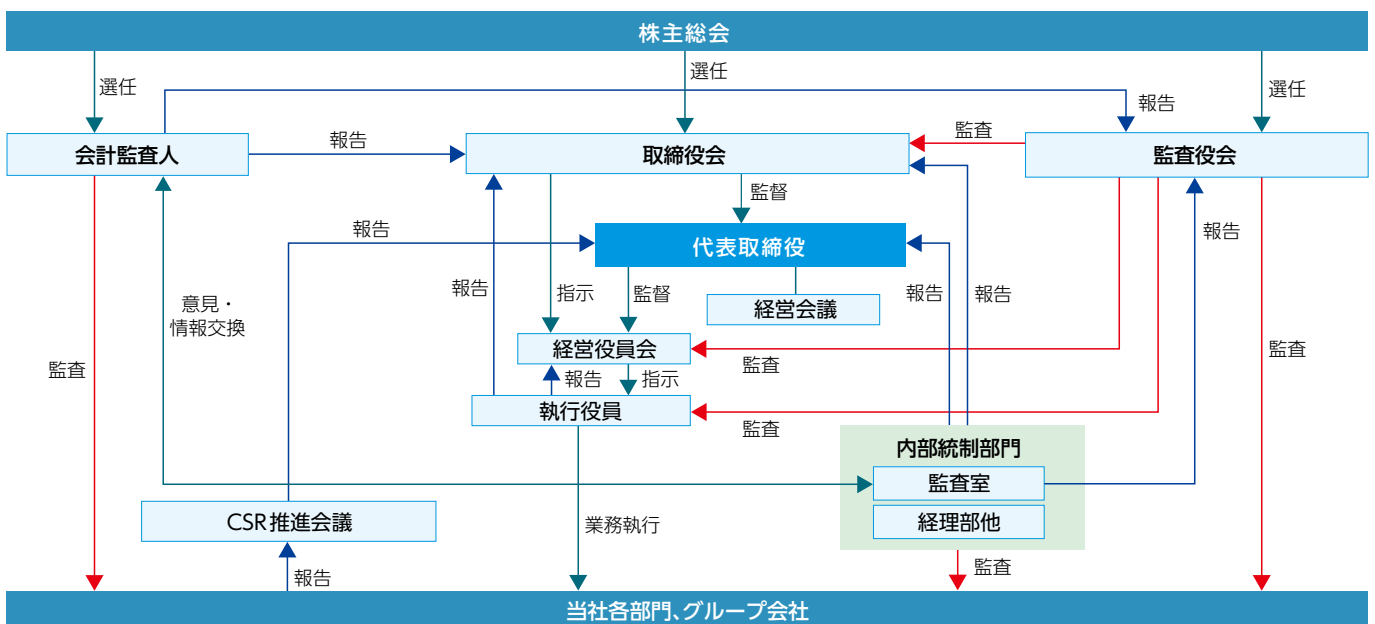 株主総会
選任
選任
選任
報告
会計監査人
報告
取締役会
監査
監査役会
監督
報告
代表取締役
報告
意見・
情報交換
報告
指示
監督
経営会議
報告
報告
監査
経営役員会
監査
監査
報告
指示
執行役員
監査
内部統制部門
監査室
経理部他
CSR推進会議
業務執行
報告
監査
当社各部門、グループ会社